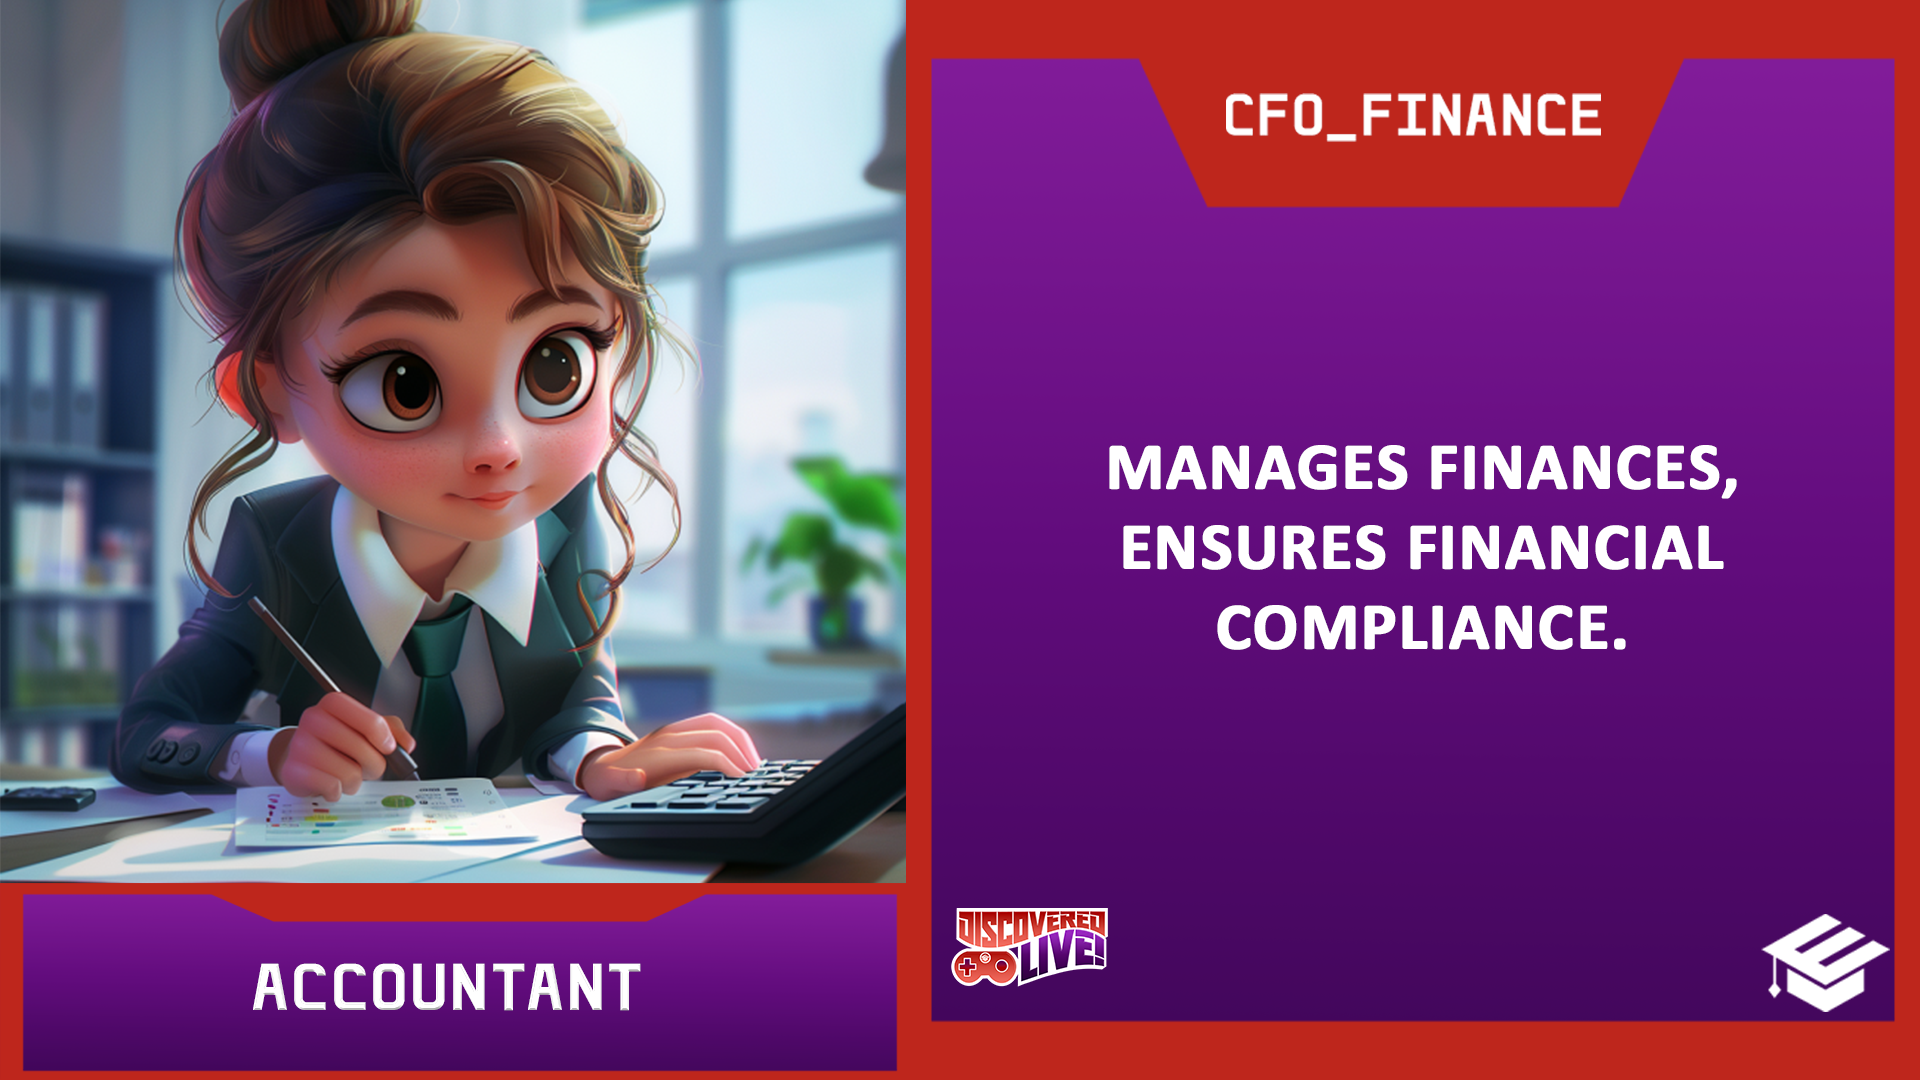 CFO_FINANCE
MANAGES FINANCES,
ENSURES FINANCIAL
COMPLIANCE.
ACCOUNTANT
DISCOVERED
LIVE!